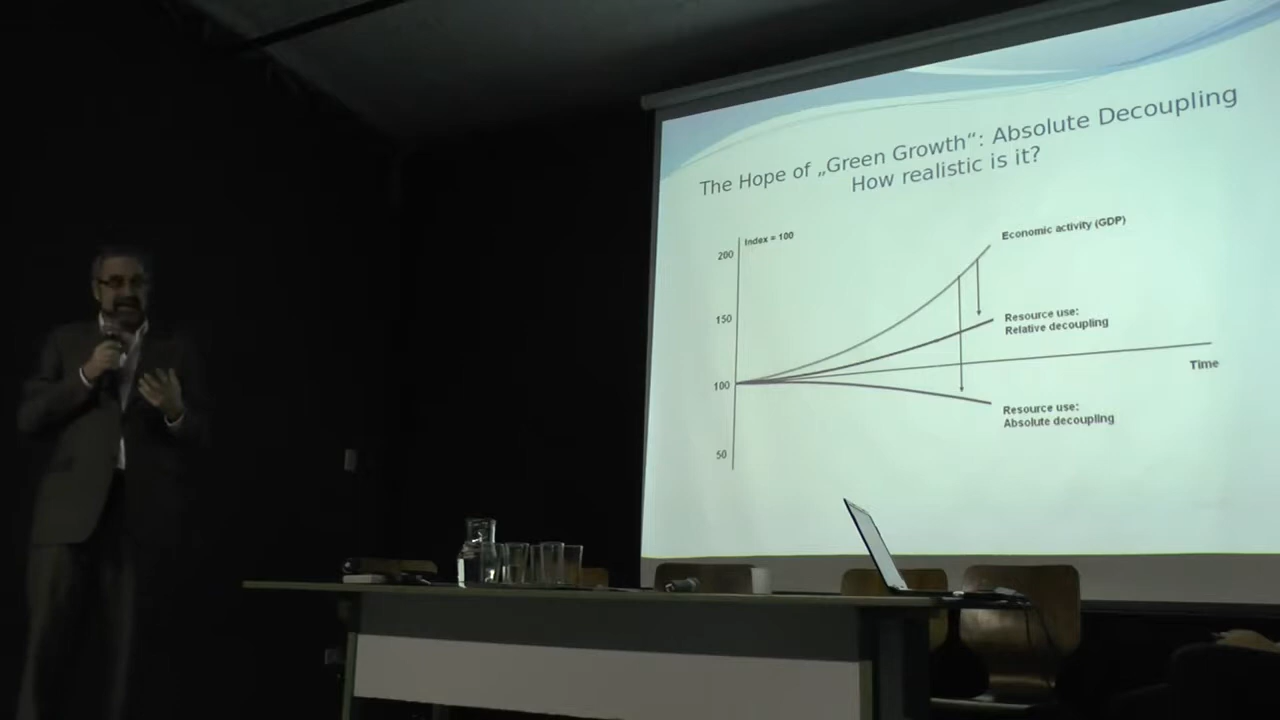 The Hope of „Green Growth“: Absolute Decoupling
How realistic is it?
Index = 100
200
150
100
50
Economic activity (GDP)
Resource use:
Relative decoupling
Time
Resource use:
Absolute decoupling